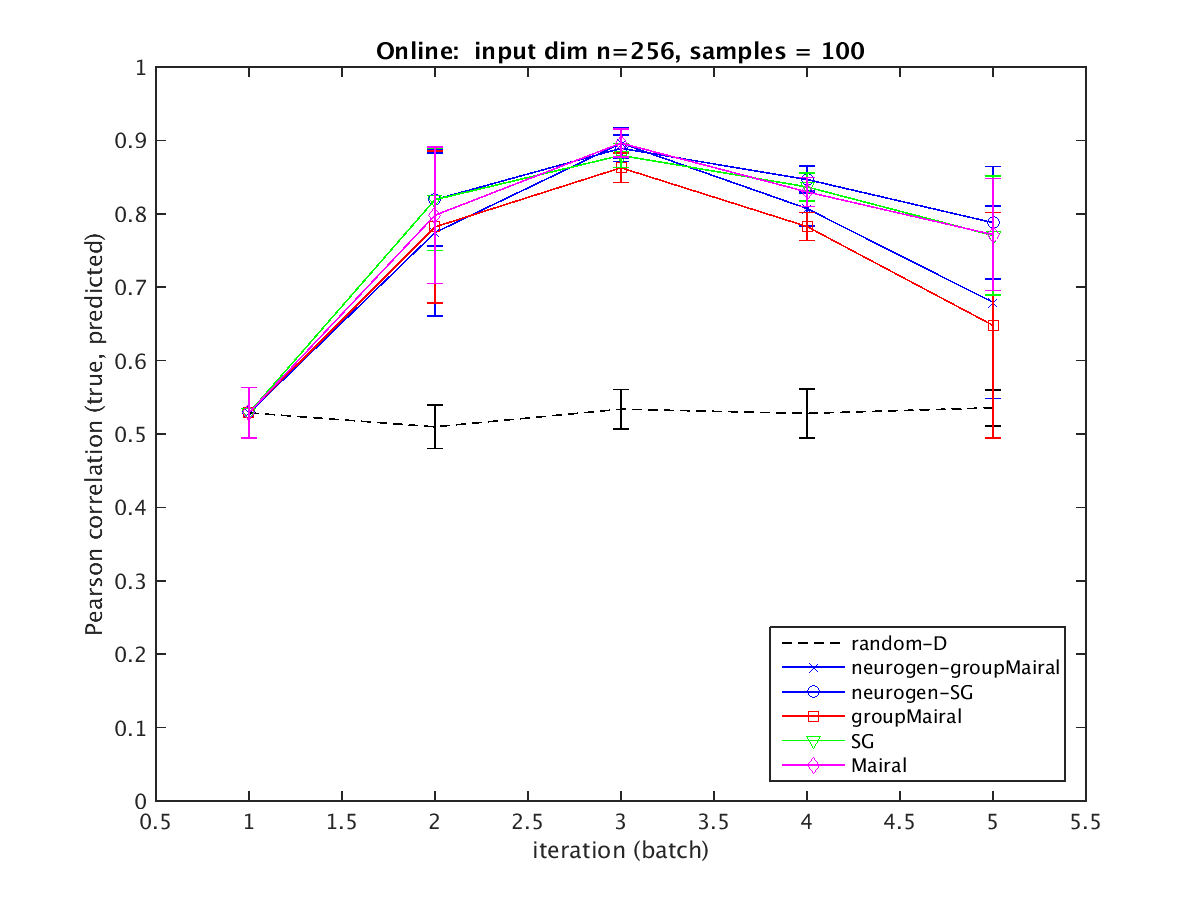 Online:  input dim n=256, samples = 100
Pearson correlation (true, predicted)
1
0.9
0.8
0.7
0.6
0.5
0.4
0.3
0.2
0.1
0
random-D
neurogen-groupMairal
neurogen-SG
groupMairal
SG
Mairal
0.5 1 1.5 2 2.5 3 3.5 4 4.5 5 5.5
iteration (batch)